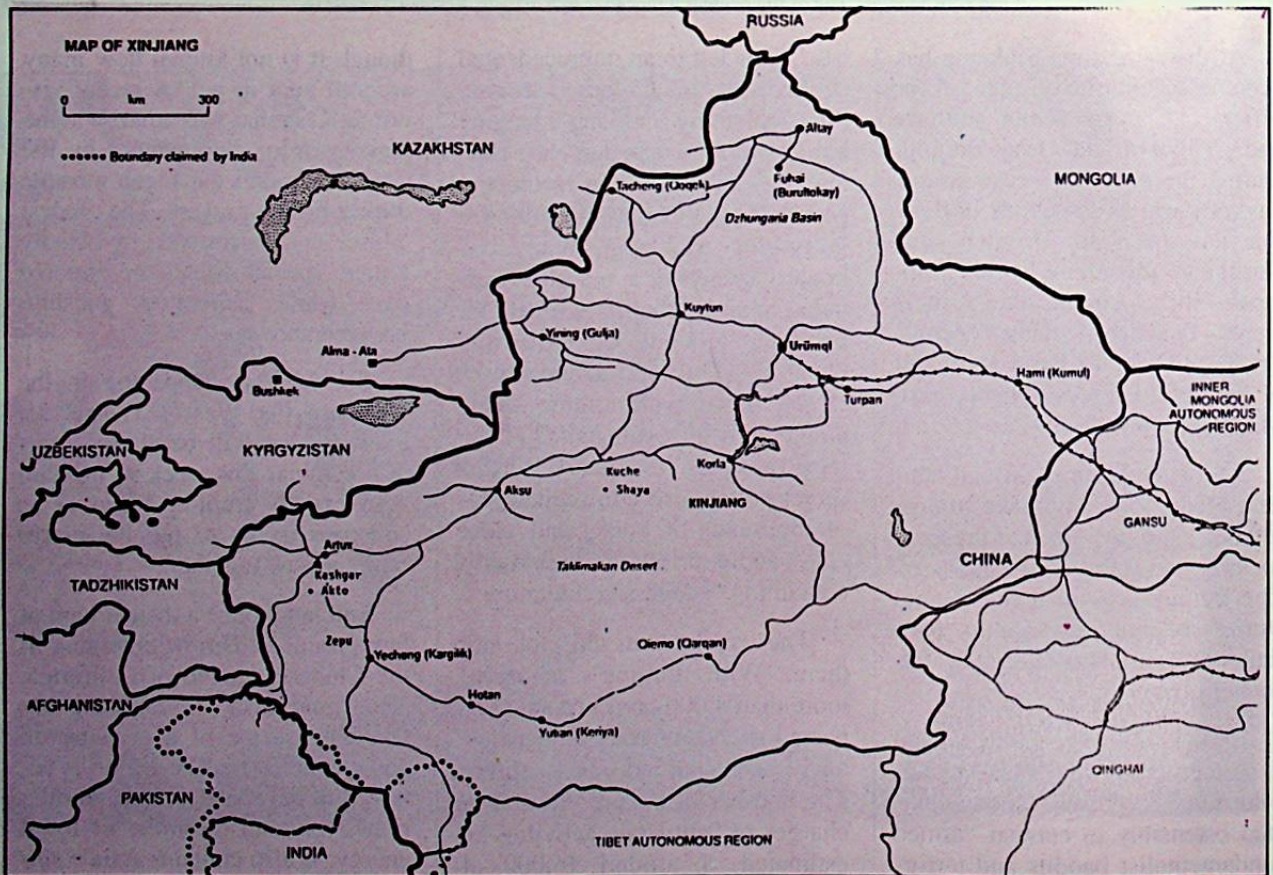 RUSSIA
MAP OF XINJIANG
0 km 300
Boundary claimed by India
KAZAKHSTAN
Altay
Tacheng (Qoqek)
Fuhai
(Burultokay)
MONGOLIA
Dzhungaria Basin
Kuytun
Yining (Gulja)
Ürümqi
Alma - Ata
Bushkek
Turpan
Hami (Kumul)
INNER
MONGOLIA
AUTONOMOUS
REGION
UZBEKISTAN
KYRGYZISTAN
Kuche
Shaya
Korla
Aksu
XINJIANG
GANSU
Artux
Kashgar
Akto
Taklimakan Desert
CHINA
TADZHIKISTAN
Zepu
Yecheng (Kargilik)
Qiemo (Qarqan)
AFGHANISTAN
Hotan
Yutian (Keriya)
QINGHAI
PAKISTAN
INDIA
TIBET AUTONOMOUS REGION